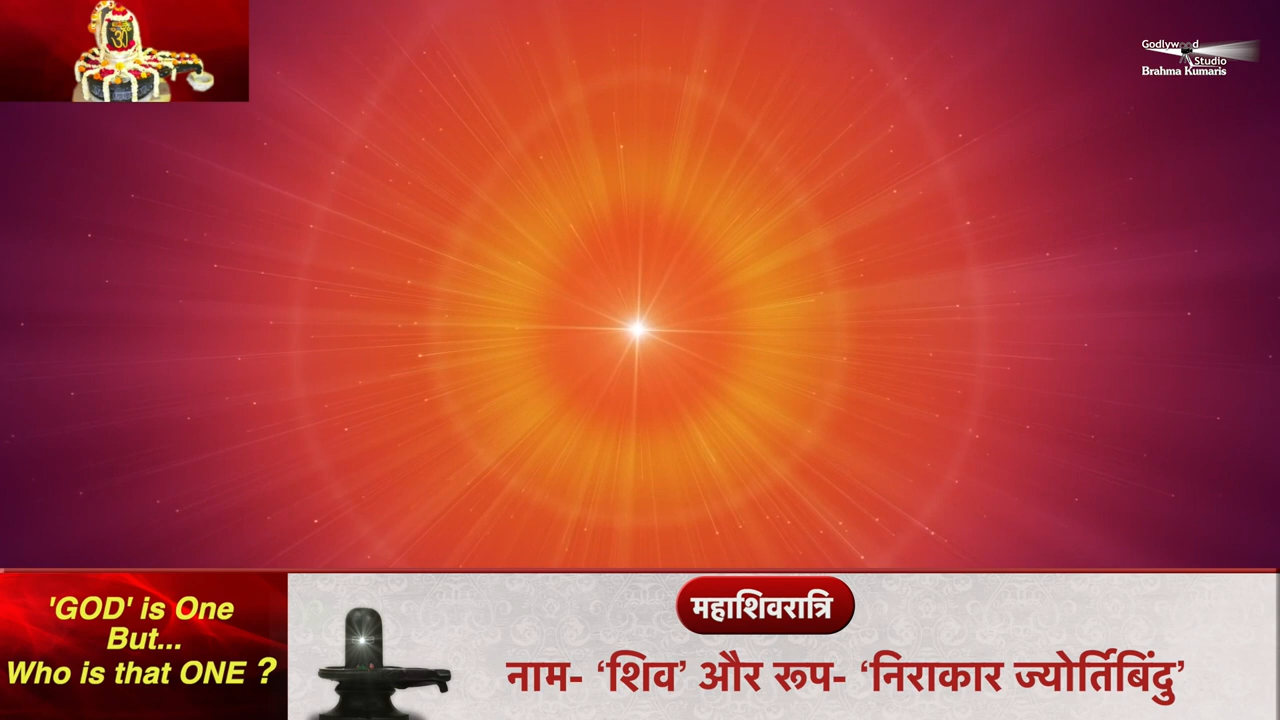 ॐ
Godlywood
Studio
Brahma Kumaris
'GOD' is One
But...
Who is that ONE ?
महाशिवरात्रि
नाम- ‘शिव’ और रूप- ‘निराकार ज्योर्तिबिंदु’